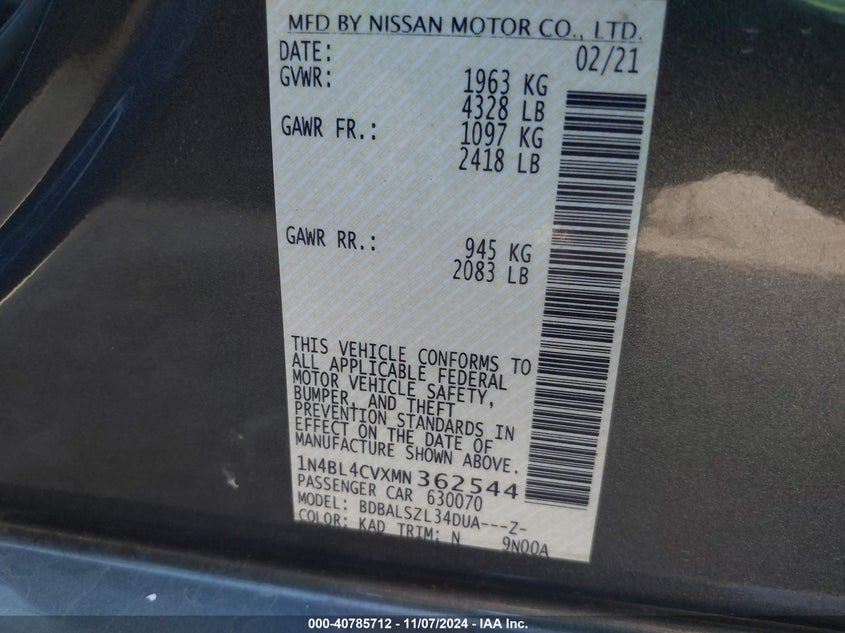 MFD BY NISSAN MOTOR CO., LTD.
DATE: 02/21
GVWR: 1963 KG
4328 LB
GAWR FR.: 1097 KG
2418 LB
GAWR RR.: 945 KG
2083 LB
THIS VEHICLE CONFORMS TO
ALL APPLICABLE FEDERAL
MOTOR VEHICLE SAFETY,
BUMPER, AND THEFT
PREVENTION STANDARDS IN
EFFECT ON THE DATE OF
MANUFACTURE SHOWN ABOVE.
1N4BL4CVXMN 362544
PASSENGER CAR 630070
MODEL: BDBALSZL34DUA---Z-
COLOR: KAD TRIM: N 9N00A
000-40785712 - 11/07/2024 - IAA Inc.